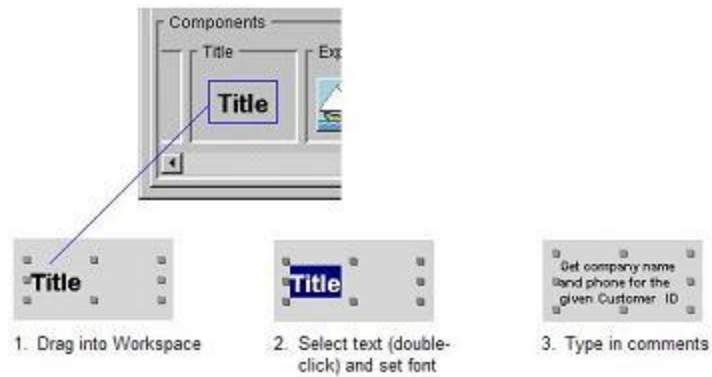 Components
Title
Exp
Title
Title
Title
Get company name
and phone for the
given Customer ID
1. Drag into Workspace
2. Select text (double-
click) and set font
3. Type in comments